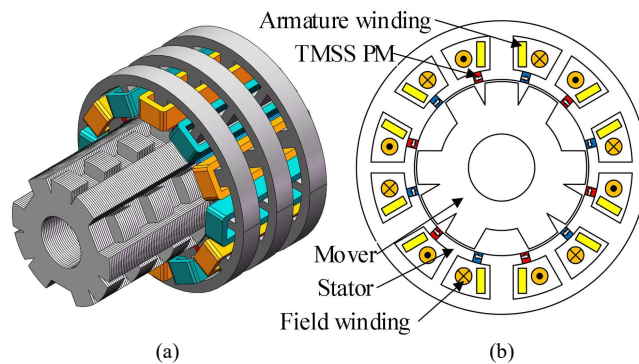 Armature winding
TMSS PM
Mover
Stator
Field winding
(a)
(b)